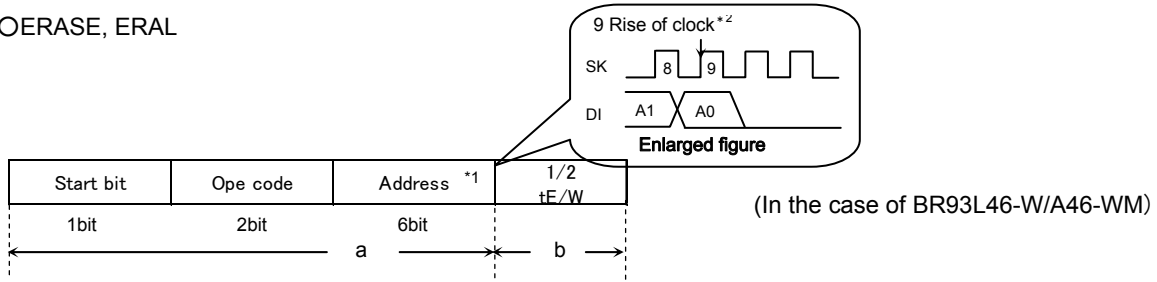 ○ERASE, ERAL
9 Rise of clock*2
SK 8 9
DI A1 A0
Enlarged figure
Start bit Ope code Address *1 1/2
tE/W
(In the case of BR93L46-W/A46-WM)
1bit 2bit 6bit
a b